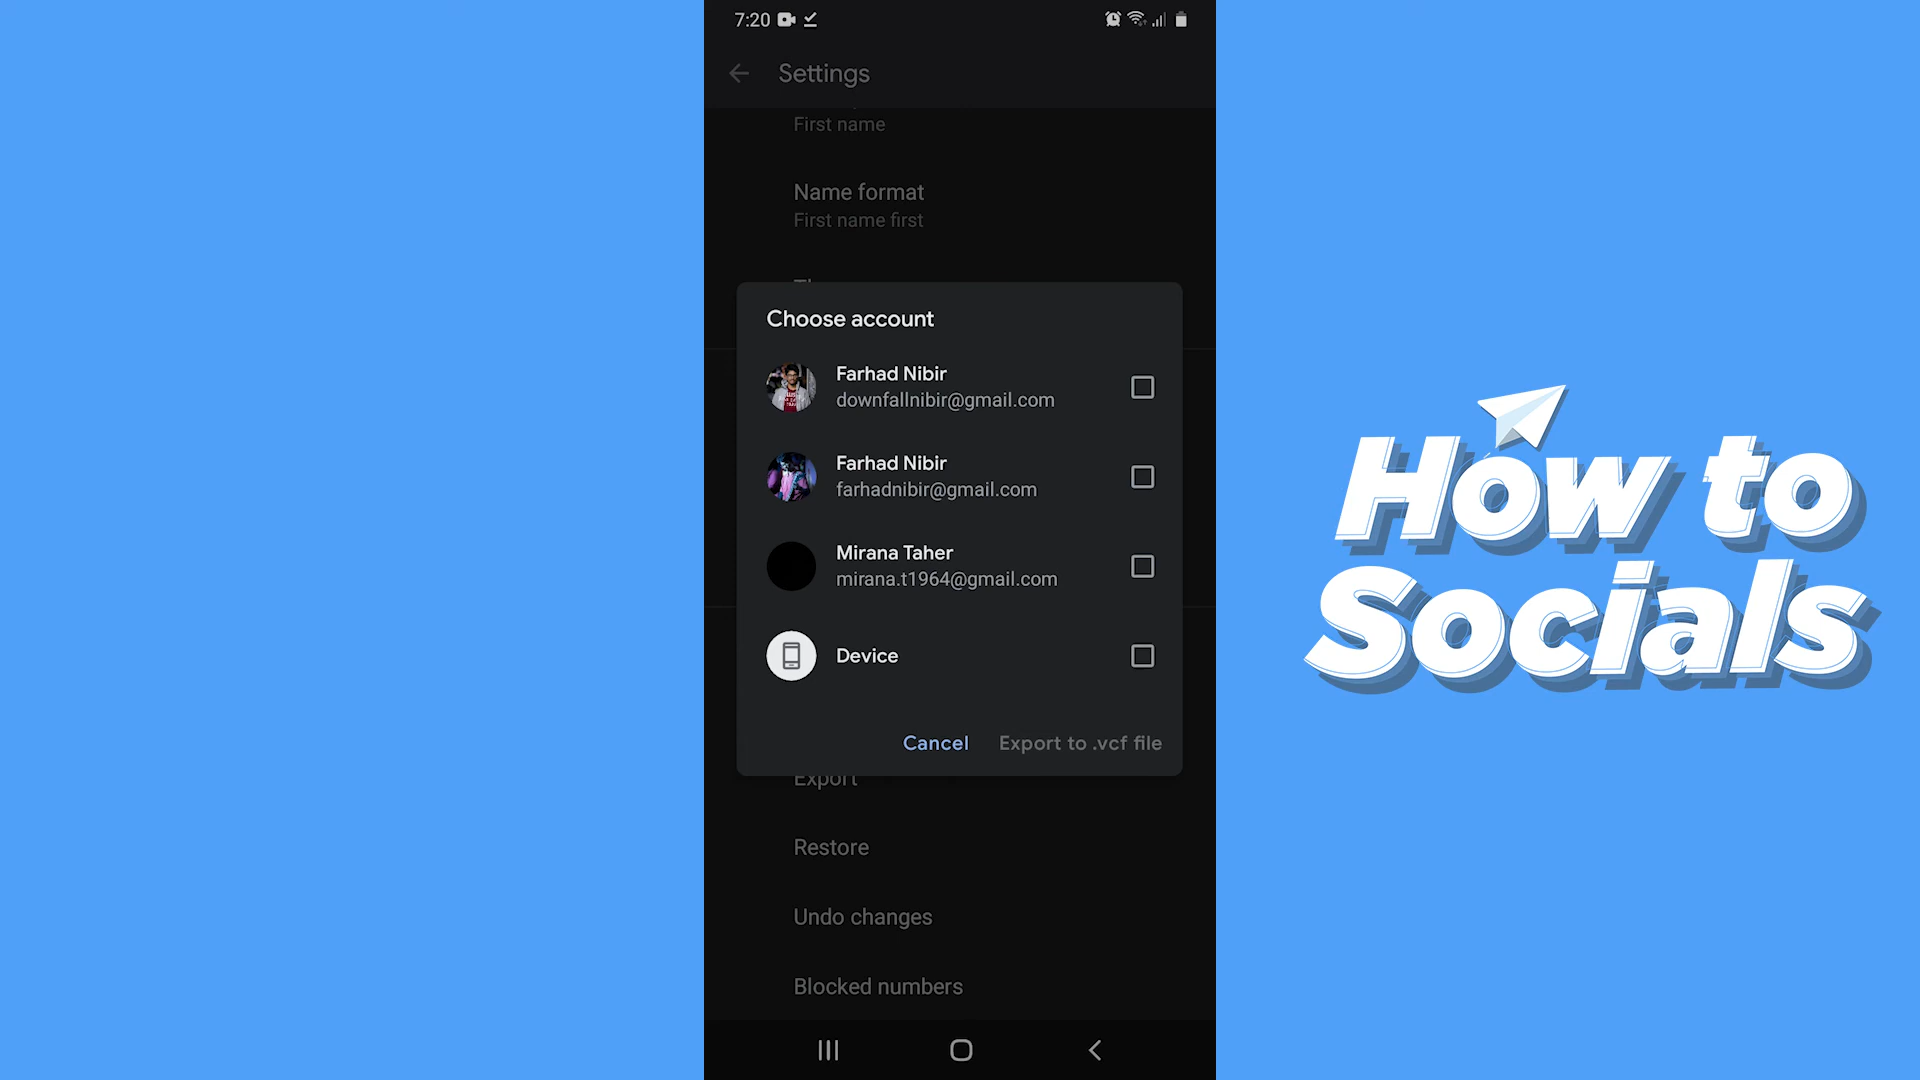 7:20
Settings
First name
Name format
First name first
Choose account
Farhad Nibir
downfallnibir@gmail.com
Farhad Nibir
farhadnibir@gmail.com
Mirana Taher
mirana.t1964@gmail.com
Device
Cancel
Export to .vcf file
Export
Restore
Undo changes
Blocked numbers
How to
Socials